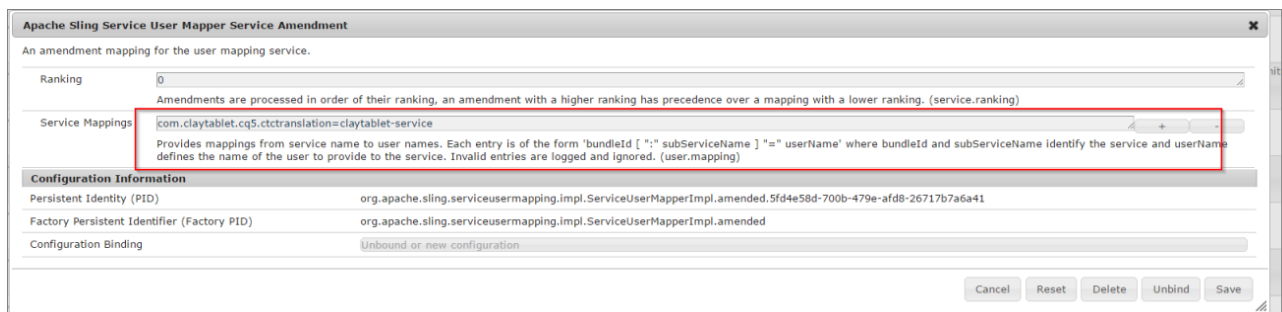 Apache Sling Service User Mapper Service Amendment
An amendment mapping for the user mapping service.
Ranking
0
Amendments are processed in order of their ranking, an amendment with a higher ranking has precedence over a mapping with a lower ranking. (service.ranking)
Service Mappings
com.claytablet.cq5.ctctranslation=claytablet-service
+ -
Provides mappings from service name to user names. Each entry is of the form 'bundleId [ ":" subServiceName ] "=" userName' where bundleId and subServiceName identify the service and userName
defines the name of the user to provide to the service. Invalid entries are logged and ignored. (user.mapping)
Configuration Information
Persistent Identity (PID) org.apache.sling.serviceusermapping.impl.ServiceUserMapperImpl.amended.5fd4e58d-700b-479e-afd8-26717b7a6a41
Factory Persistent Identifier (Factory PID) org.apache.sling.serviceusermapping.impl.ServiceUserMapperImpl.amended
Configuration Binding Unbound or new configuration
Cancel Reset Delete Unbind Save